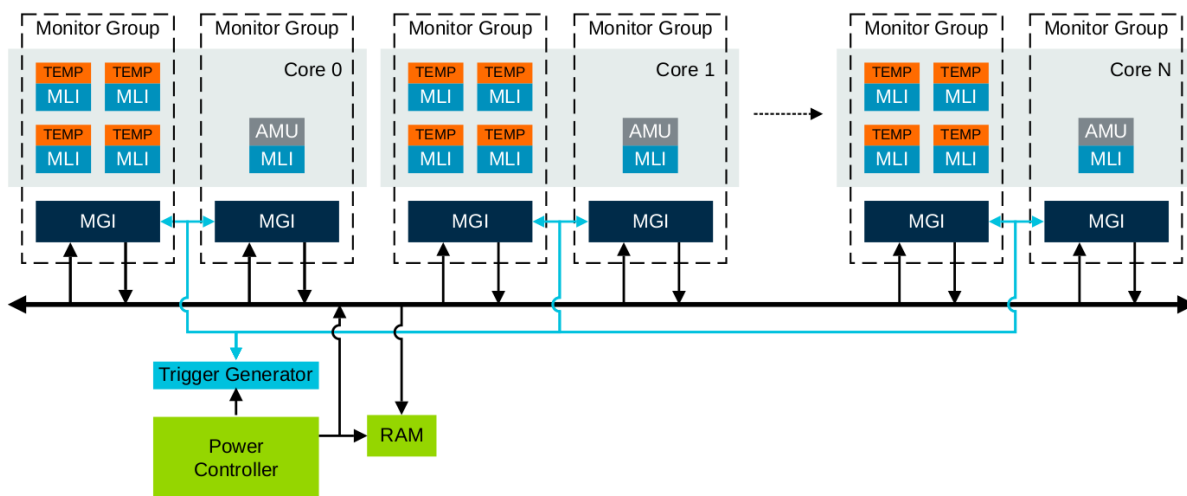 Monitor Group Monitor Group Monitor Group Monitor Group Monitor Group Monitor Group
Core 0 Core 1 Core N
TEMP TEMP TEMP TEMP TEMP TEMP
MLI MLI MLI MLI MLI MLI
TEMP TEMP AMU TEMP TEMP AMU TEMP TEMP AMU
MLI MLI MLI MLI MLI MLI MLI MLI MLI
MGI MGI MGI MGI MGI MGI
Trigger Generator
Power
Controller
RAM